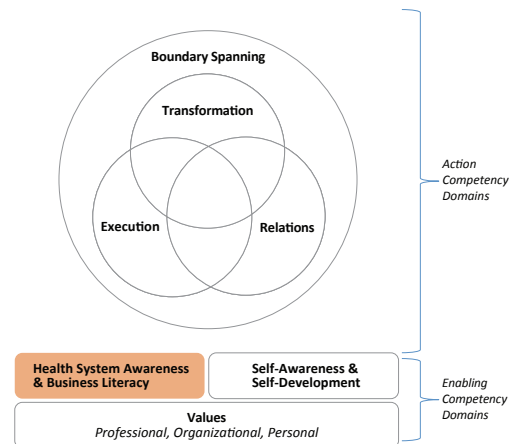 Boundary Spanning
Transformation
Execution
Relations
Action
Competency
Domains
Health System Awareness
& Business Literacy
Self-Awareness &
Self-Development
Values
Professional, Organizational, Personal
Enabling
Competency
Domains